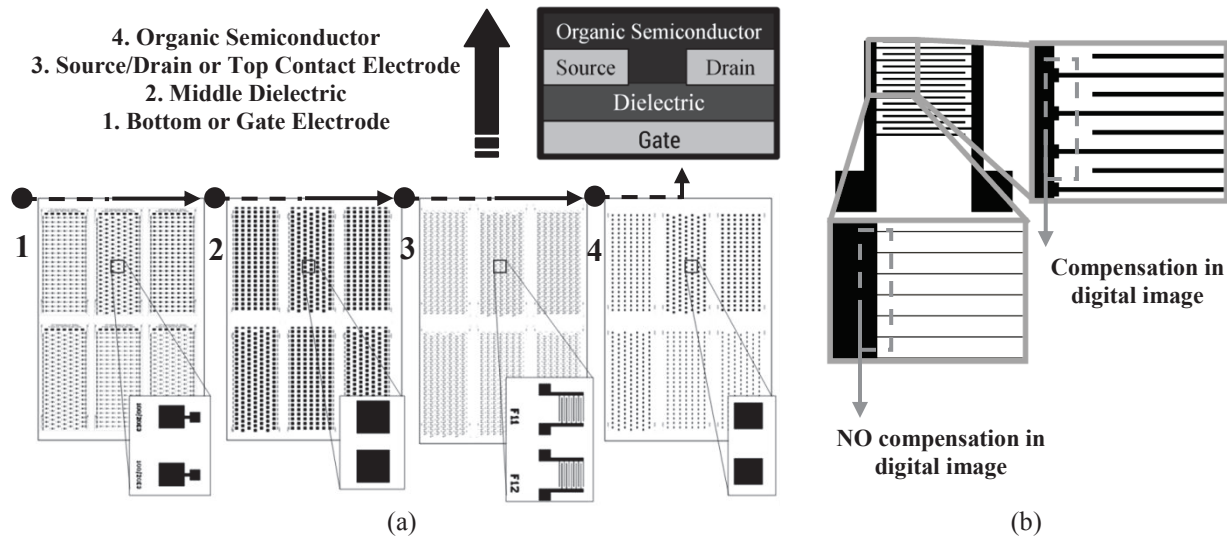 4. Organic Semiconductor
3. Source/Drain or Top Contact Electrode
2. Middle Dielectric
1. Bottom or Gate Electrode
Organic Semiconductor
Source
Drain
Dielectric
Gate
1
2
3
4
F11
F12
(a)
Compensation in
digital image
NO compensation in
digital image
(b)